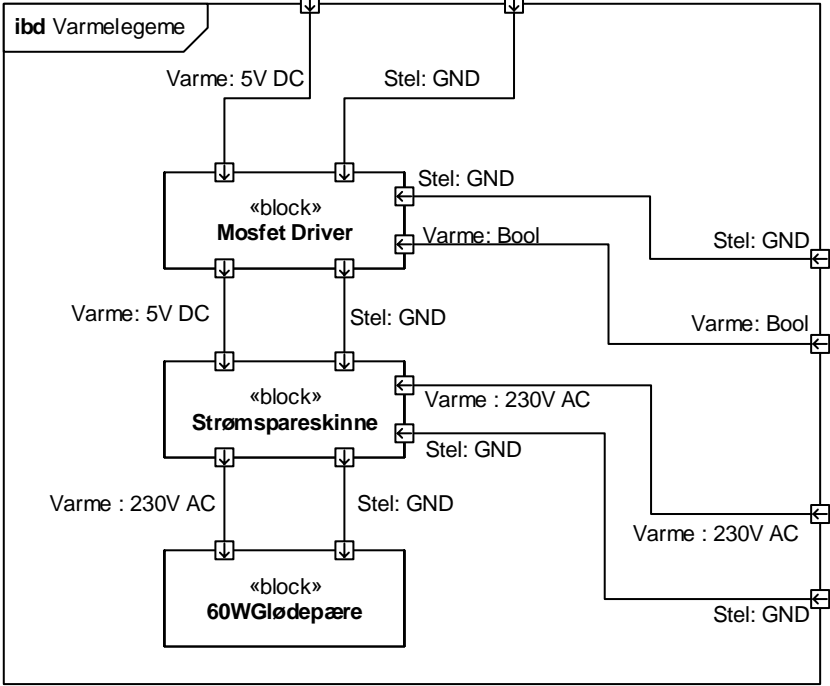 ibd Varmelegeme
Varme: 5V DC
Stel: GND
Stel: GND
«block»
Mosfet Driver
Varme: Bool
Stel: GND
Varme: 5V DC
Stel: GND
Varme: Bool
«block»
Strømspareskinne
Varme : 230V AC
Stel: GND
Varme : 230V AC
Stel: GND
Varme : 230V AC
«block»
60WGlødepære
Stel: GND